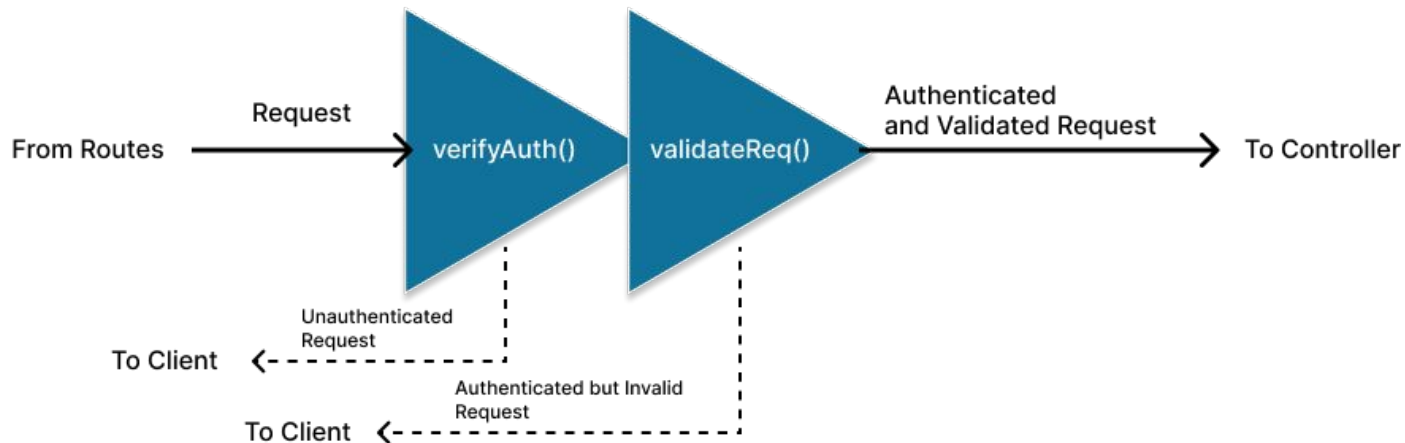 Request
From Routes
verifyAuth()
validateReq()
Authenticated
and Validated Request
To Controller
Unauthenticated
Request
To Client
Authenticated but Invalid
Request
To Client